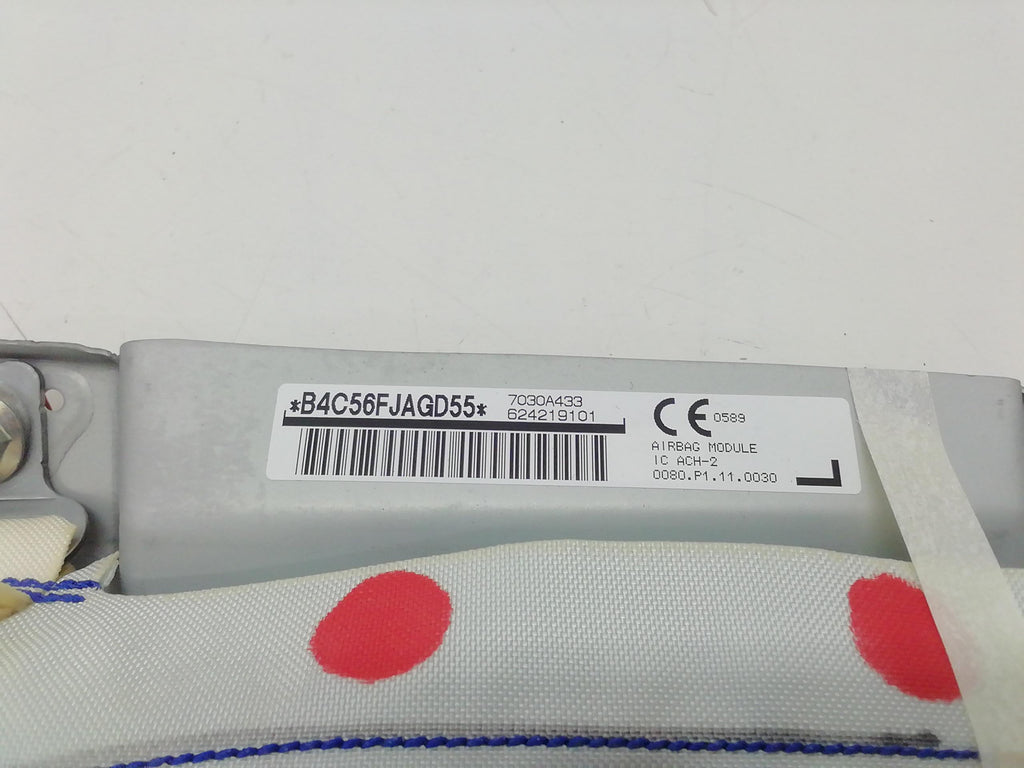 *B4C56FJAGD55*
7030A433
624219101
CE 0589
AIRBAG MODULE
IC ACH-2
0080.P1.11.0030